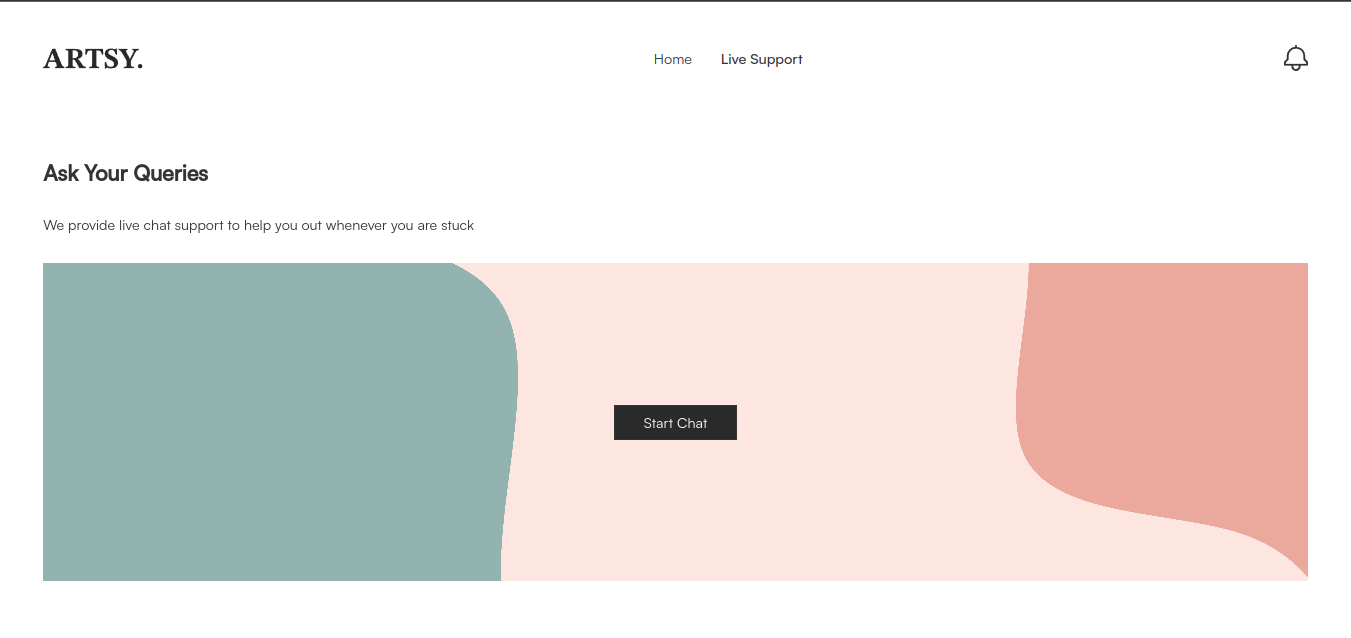 ARTSY.
Home
Live Support
Ask Your Queries
We provide live chat support to help you out whenever you are stuck
Start Chat